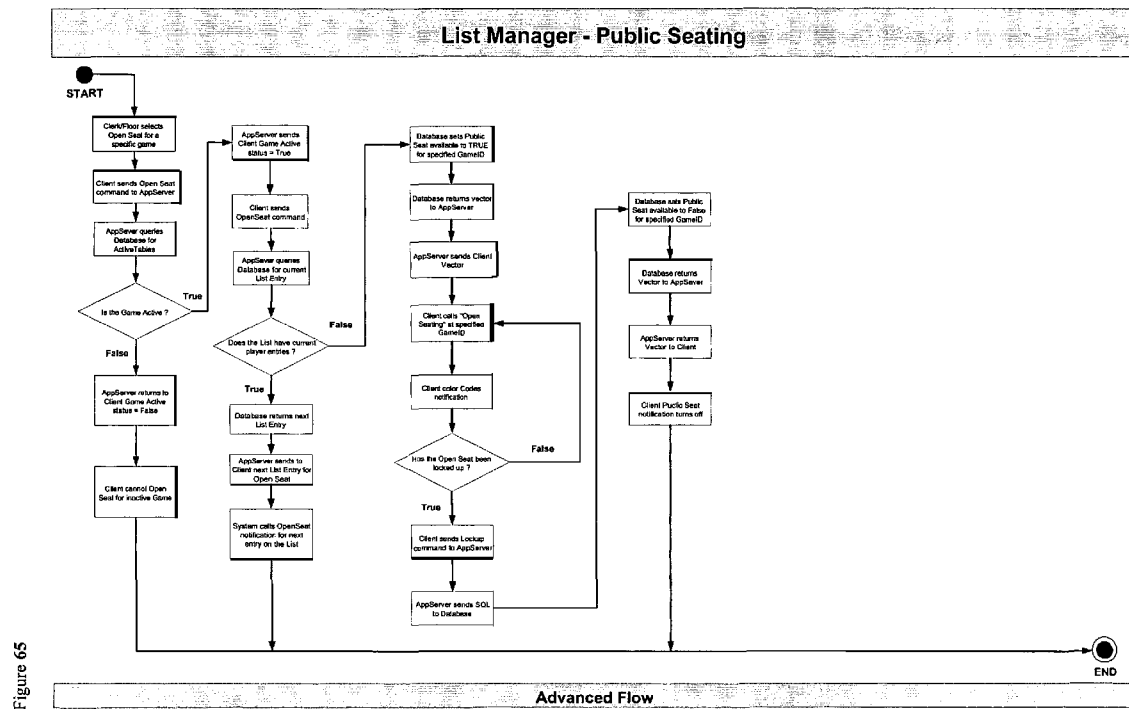 List Manager - Public Seating
START
Clerk/Floor selects
Open Seat for a
specific game
Client sends Open Seat
command to AppServer
AppSever queries
Database for
ActiveTables
Is the Game Active ?
True
False
AppServer returns to
Client Game Active
status = False
Client cannot Open
Seat for inactive Game
AppServer sends
Client Game Active
status = True
Client sends
OpenSeat command
AppSever queries
Database for current
List Entry
Does the List have current
player entries ?
False
True
Database returns next
List Entry
AppServer sends to
Client next List Entry for
Open Seat
System calls OpenSeat
notification for next
entry on the List
Database sets Public
Seat available to TRUE
for specified GameID
Database returns vector
to AppServer
AppServer sends Client
Vector
Client calls "Open
Seating" at specified
GameID
Client color Codes
notification
Has the Open Seat been
locked up ?
False
True
Client sends Lockup
command to AppServer
AppServer sends SQL
to Database
Database sets Public
Seat available to False
for specified GameID
Database returns
Vector to AppSever
AppServer returns
Vector to Client
Client Public Seat
notification turns off
END
Advanced Flow
Figure 65